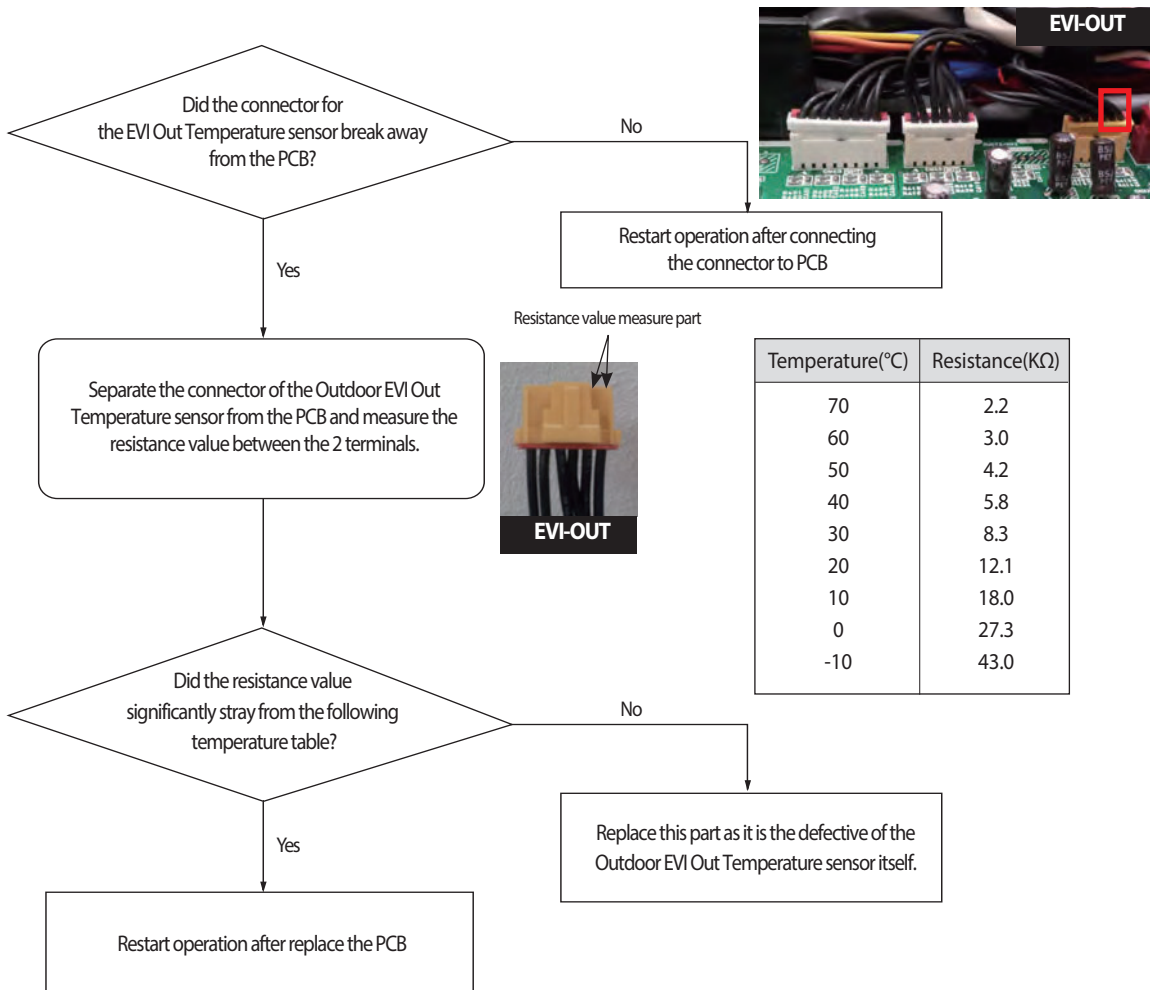 EVI-OUT
Did the connector for
the EVI Out Temperature sensor break away
from the PCB?
No
Restart operation after connecting
the connector to PCB
Yes
Resistance value measure part
Separate the connector of the Outdoor EVI Out
Temperature sensor from the PCB and measure the
resistance value between the 2 terminals.
EVI-OUT
Temperature(°C) Resistance(KΩ)
70 2.2
60 3.0
50 4.2
40 5.8
30 8.3
20 12.1
10 18.0
0 27.3
-10 43.0
Did the resistance value
significantly stray from the following
temperature table?
No
Replace this part as it is the defective of the
Outdoor EVI Out Temperature sensor itself.
Yes
Restart operation after replace the PCB